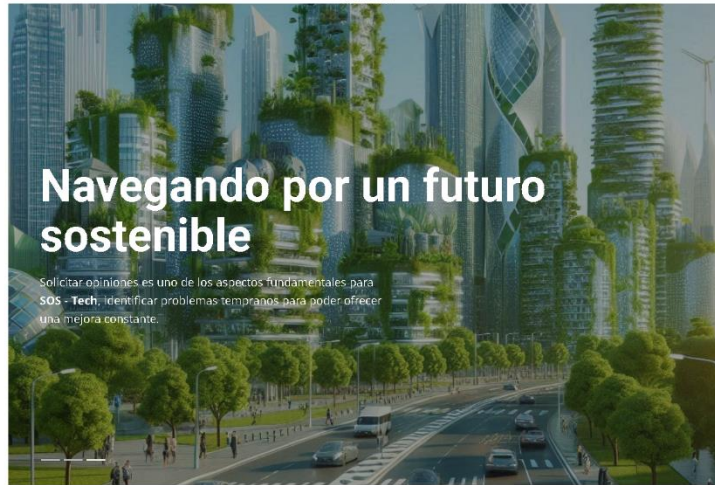 Navegando por un futuro
sostenible
Solicitar opiniones es uno de los aspectos fundamentales para
SOS - Tech, identificar problemas tempranos para poder ofrecer
una mejora constante.